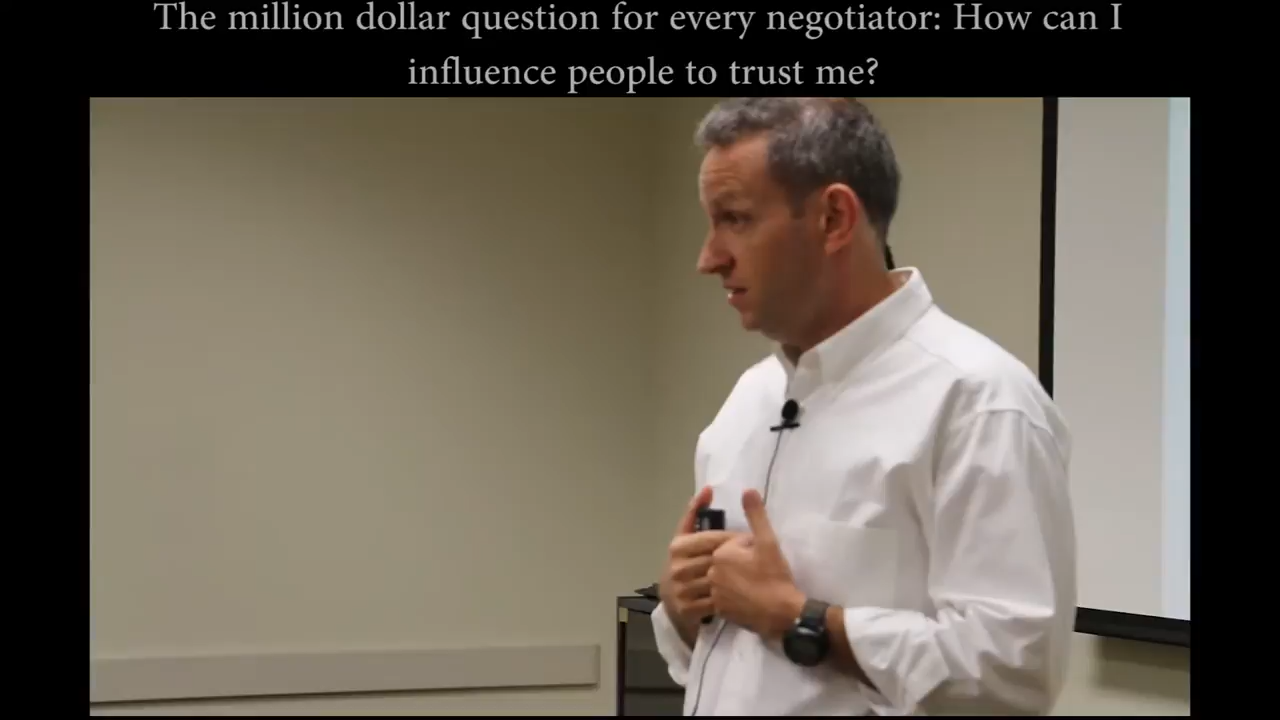 The million dollar question for every negotiator: How can I
influence people to trust me?